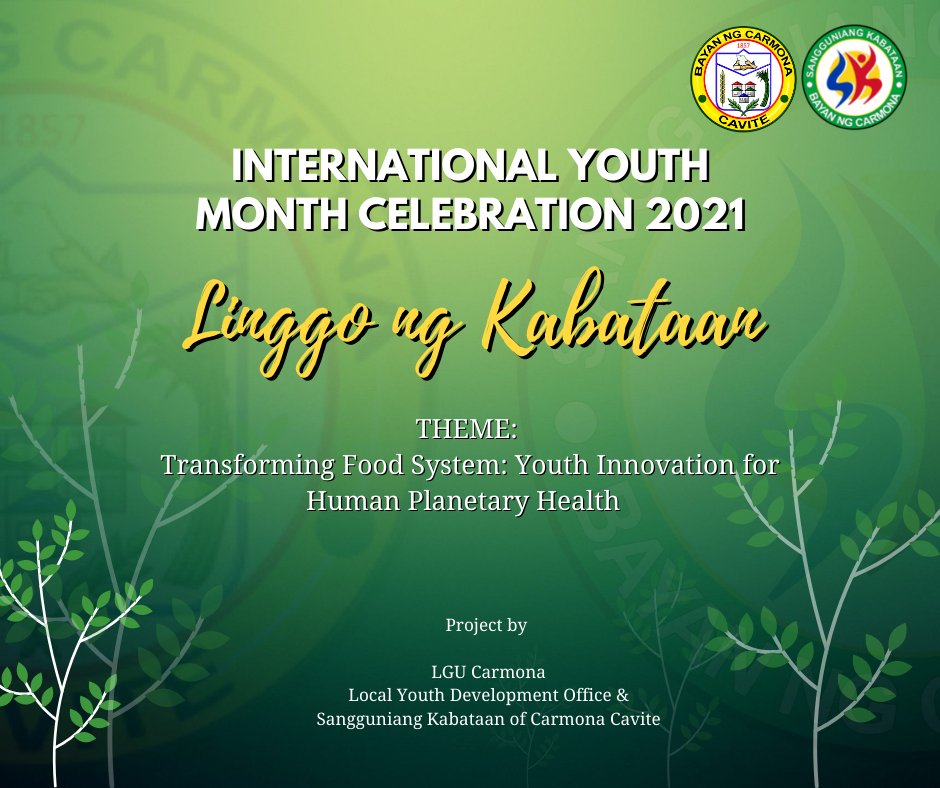 BAYAN NG CARMONA
1857
CAVITE
SANGGUNIANG KABATAAN
BAYAN NG CARMONA
INTERNATIONAL YOUTH
MONTH CELEBRATION 2021
Linggo ng Kabataan
THEME:
Transforming Food System: Youth Innovation for
Human Planetary Health
Project by
LGU Carmona
Local Youth Development Office &
Sangguniang Kabataan of Carmona Cavite